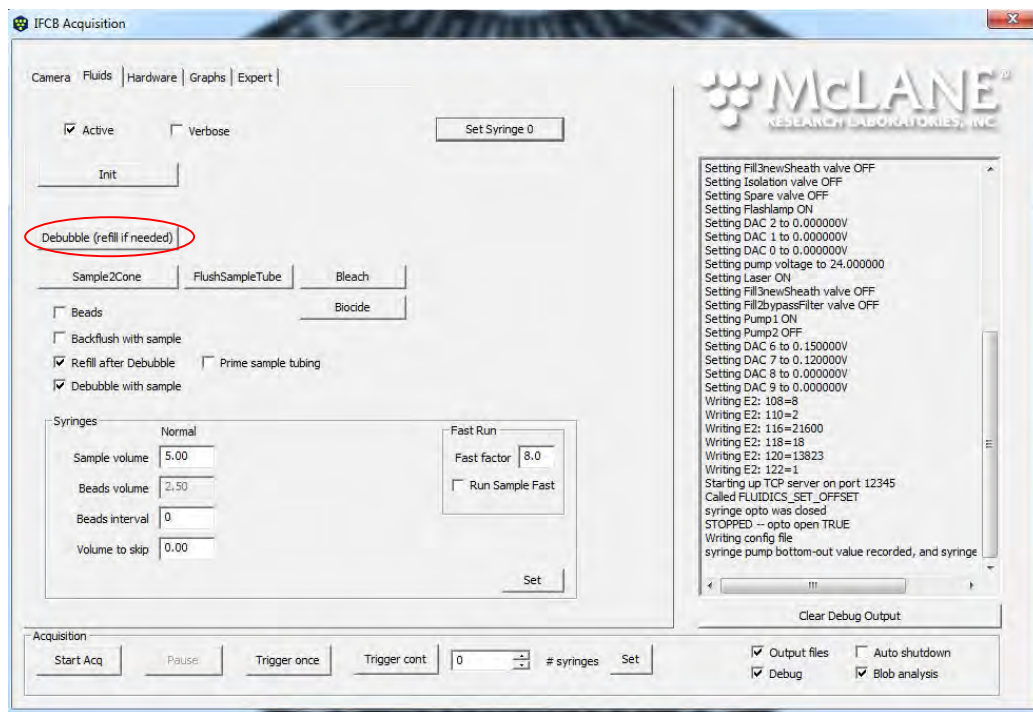 IFCB Acquisition
Camera Fluids Hardware Graphs Expert
Active Verbose Set Syringe 0
Init
Debubble (refill if needed)
Sample2Cone FlushSampleTube Bleach
Beads Biocide
Backflush with sample
Refill after Debubble Prime sample tubing
Debubble with sample
Syringes
Normal
Sample volume 5.00
Beads volume 2.50
Beads interval 0
Volume to skip 0.00
Fast Run
Fast factor 8.0
Run Sample Fast
Set
McLANE®
RESEARCH LABORATORIES, INC
Setting Fill3newSheath valve OFF
Setting Isolation valve OFF
Setting Spare valve OFF
Setting Flashlamp ON
Setting DAC 2 to 0.000000V
Setting DAC 1 to 0.000000V
Setting DAC 0 to 0.000000V
Setting pump voltage to 24.000000
Setting Laser ON
Setting Fill3newSheath valve OFF
Setting Fill2bypassFilter valve OFF
Setting Pump1 ON
Setting Pump2 OFF
Setting DAC 6 to 0.150000V
Setting DAC 7 to 0.120000V
Setting DAC 8 to 0.000000V
Setting DAC 9 to 0.000000V
Writing E2: 108=8
Writing E2: 110=2
Writing E2: 116=21600
Writing E2: 118=18
Writing E2: 120=13823
Writing E2: 122=1
Starting up TCP server on port 12345
Called FLUIDICS_SET_OFFSET
syringe opto was closed
STOPPED -- opto open TRUE
Writing config file
syringe pump bottom-out value recorded, and syringe
Clear Debug Output
Acquisition
Start Acq Pause Trigger once Trigger cont 0 # syringes Set
Output files Auto shutdown
Debug Blob analysis